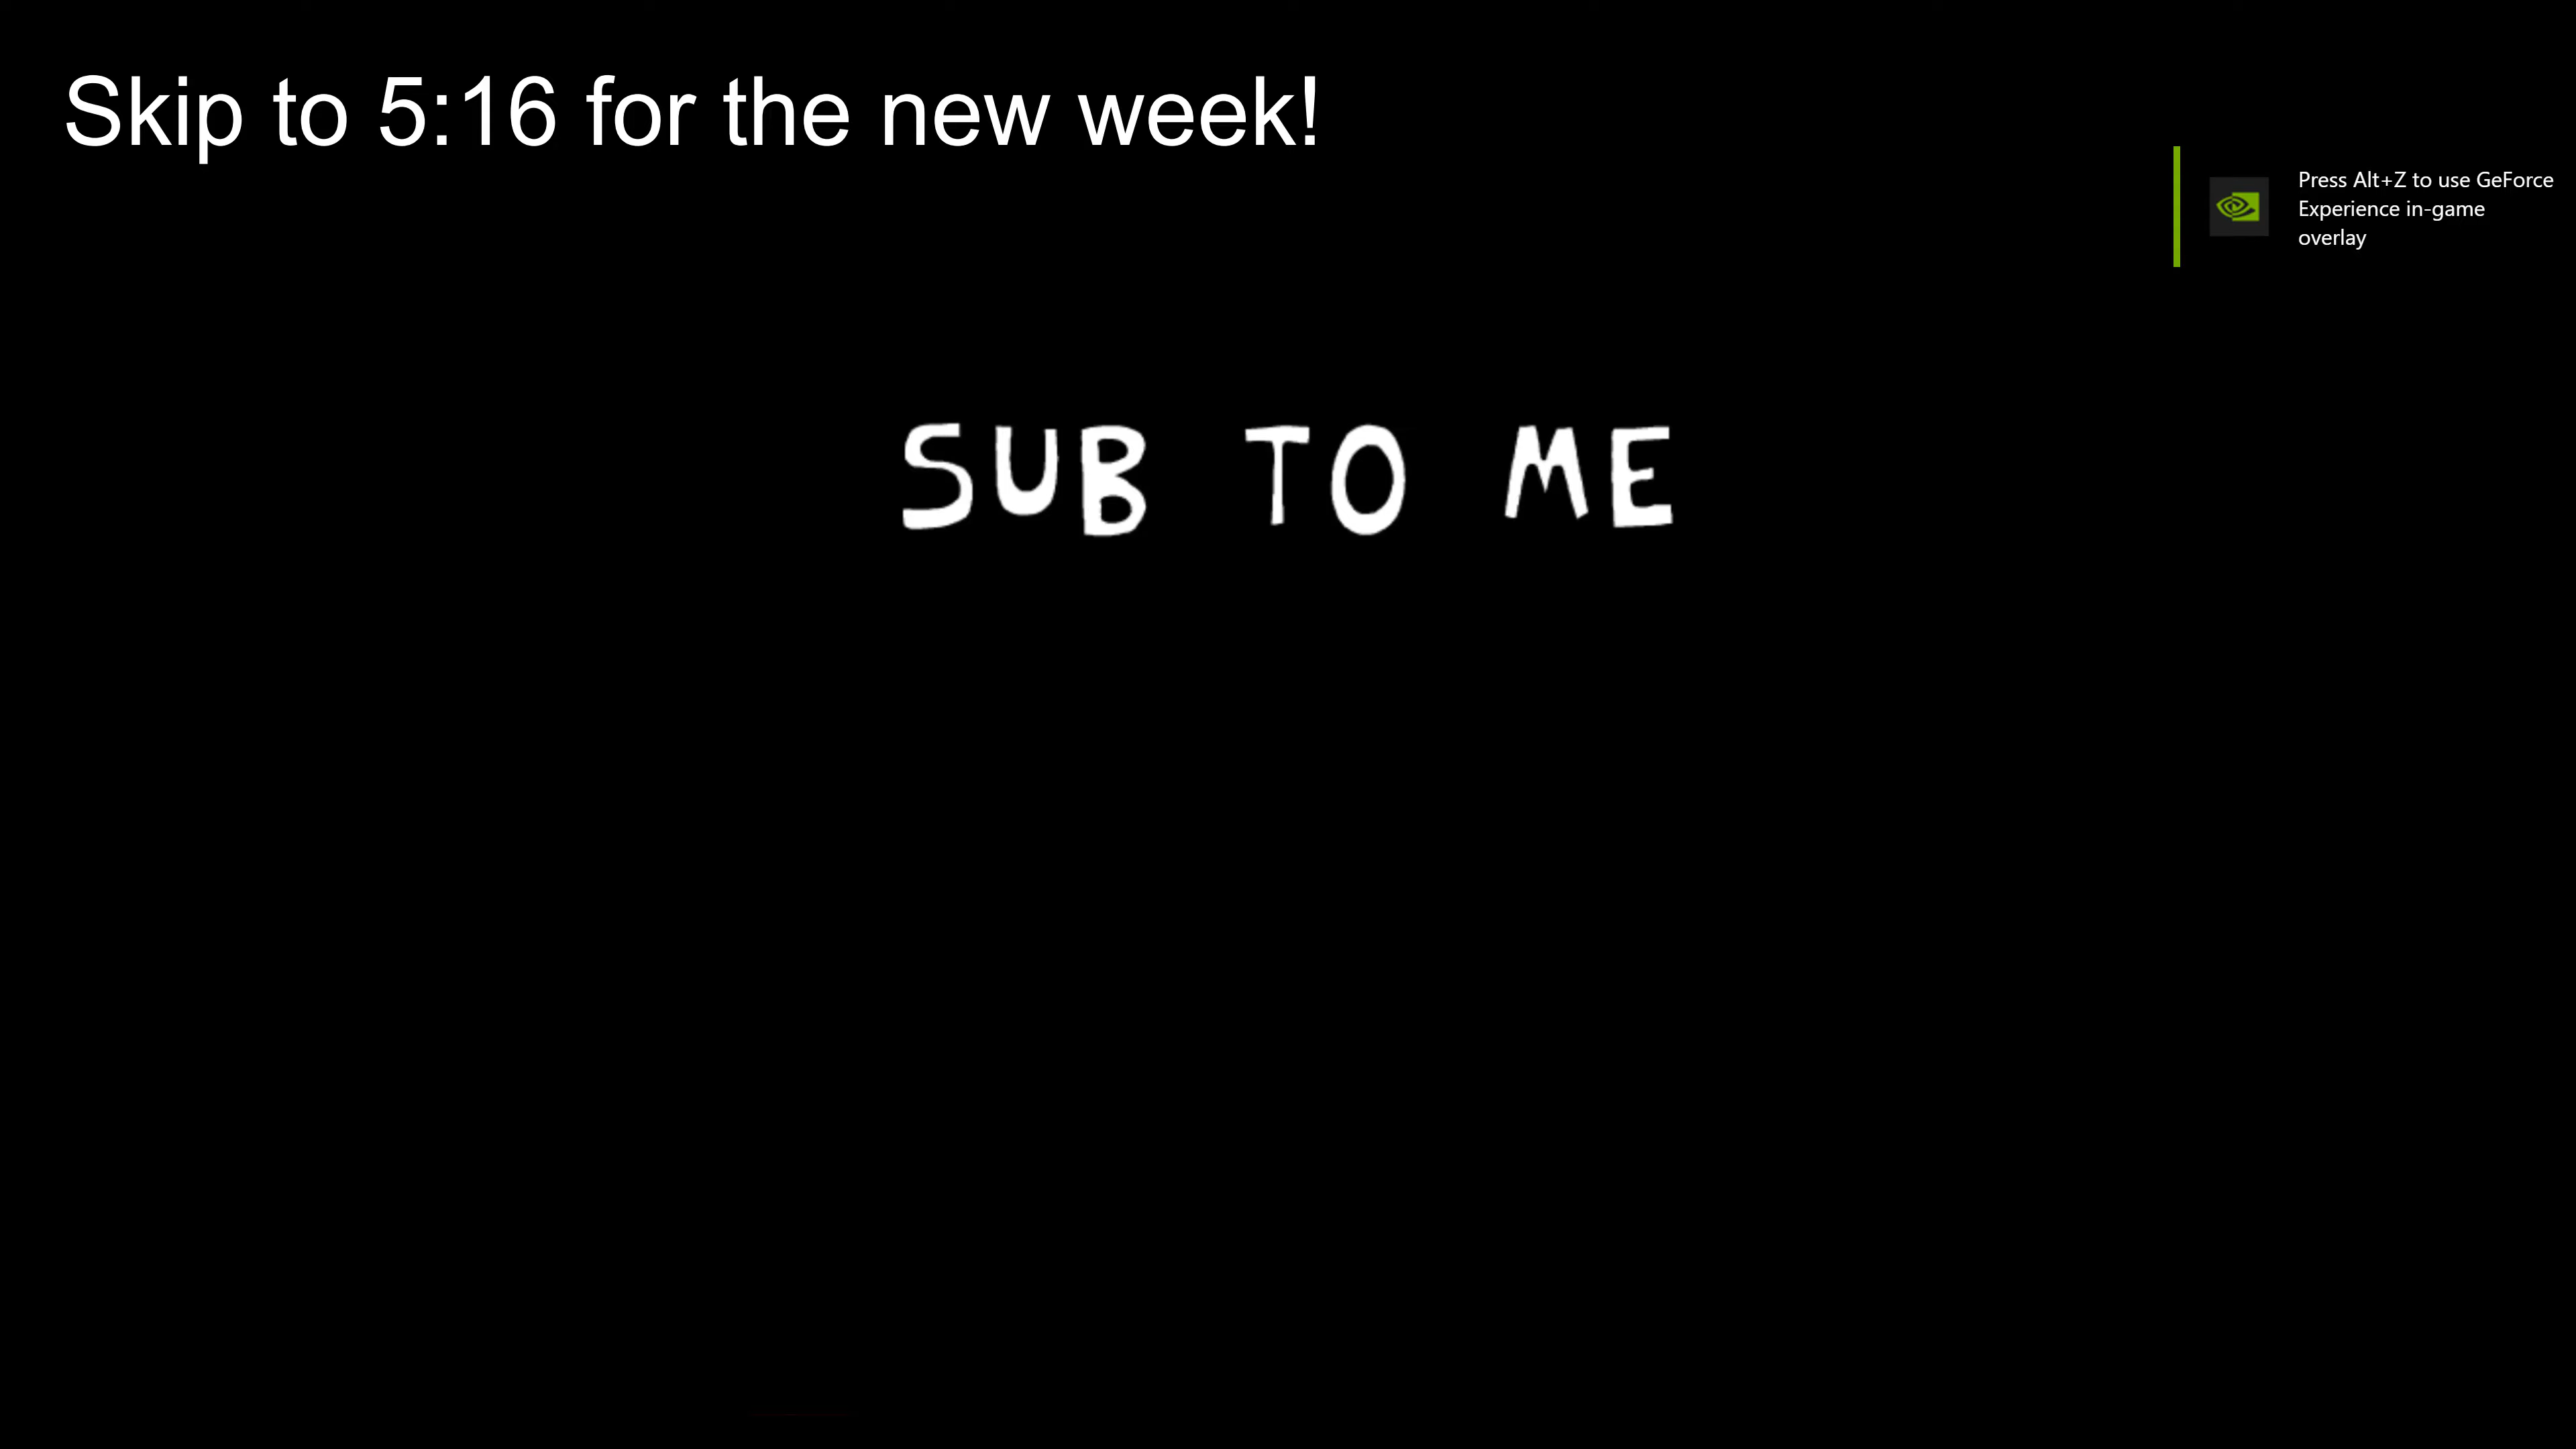 Skip to 5:16 for the new week!
Press Alt+Z to use GeForce
Experience in-game
overlay
SUB TO ME